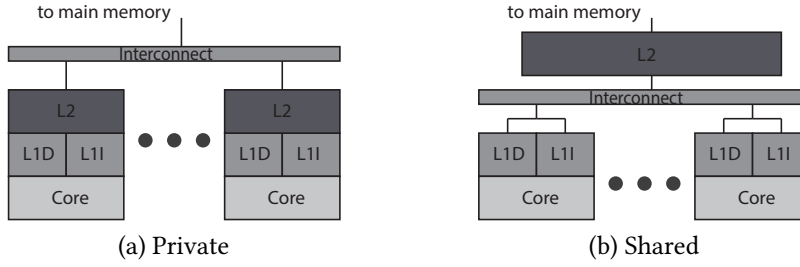 to main memory
Interconnect
L2
L2
L1D
L1I
L1D
L1I
Core
Core
(a) Private
to main memory
L2
Interconnect
L1D
L1I
L1D
L1I
Core
Core
(b) Shared